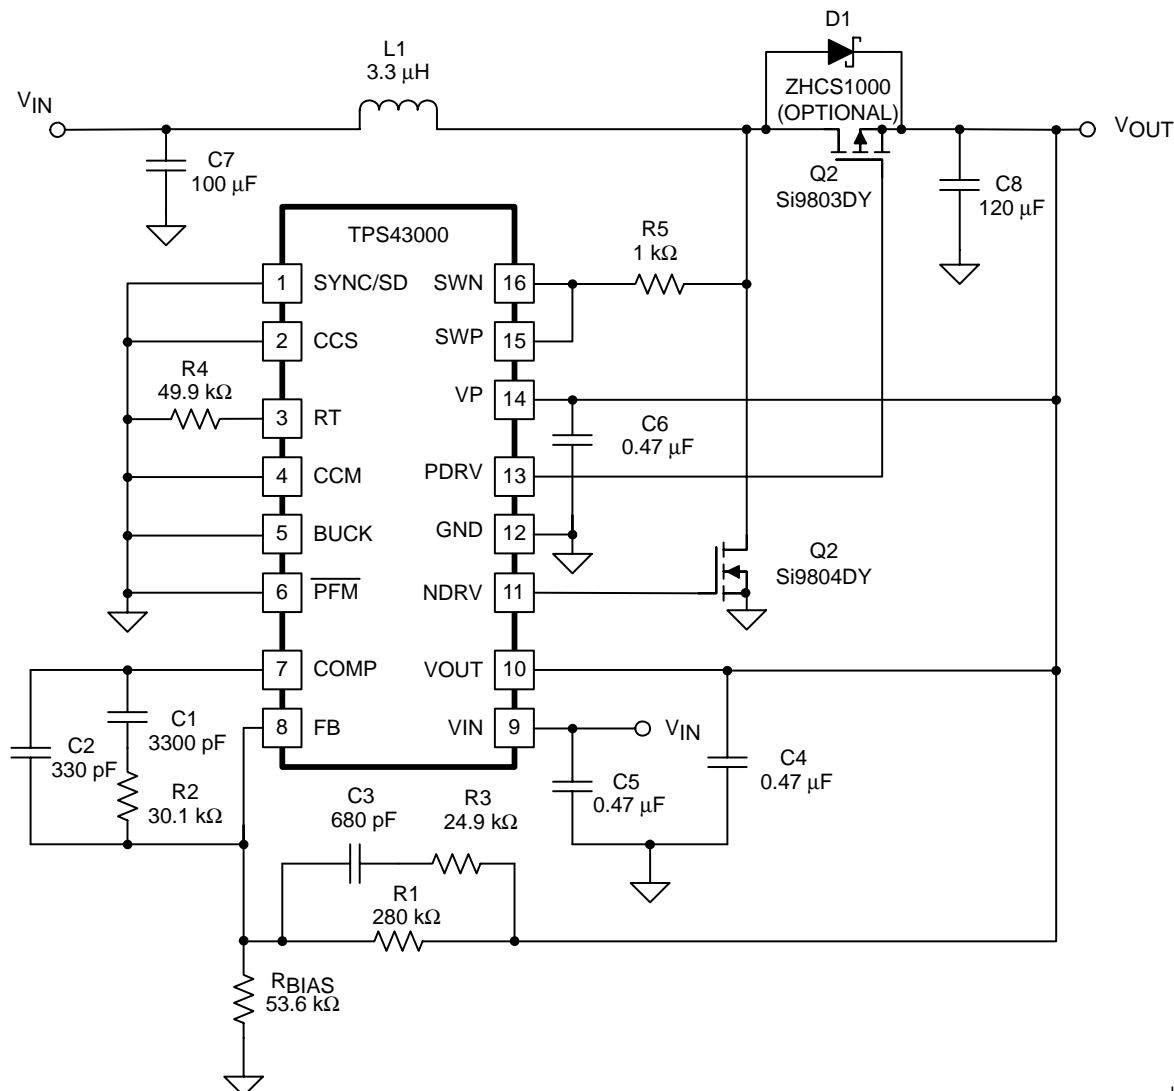 D1
L1
3.3 µH
ZHCS1000
(OPTIONAL)
VIN
VOUT
C7
100 µF
Q2
Si9803DY
C8
120 µF
TPS43000
R5
1 kΩ
1 SYNC/SD SWN 16
2 CCS SWP 15
R4
49.9 kΩ
3 RT VP 14
C6
0.47 µF
4 CCM PDRV 13
5 BUCK GND 12
6 PFM NDRV 11
Q2
Si9804DY
7 COMP VOUT 10
8 FB VIN 9
VIN
C1
3300 pF
C2
330 pF
R2
30.1 kΩ
C5
0.47 µF
C4
0.47 µF
C3
680 pF
R3
24.9 kΩ
R1
280 kΩ
RBIAS
53.6 kΩ